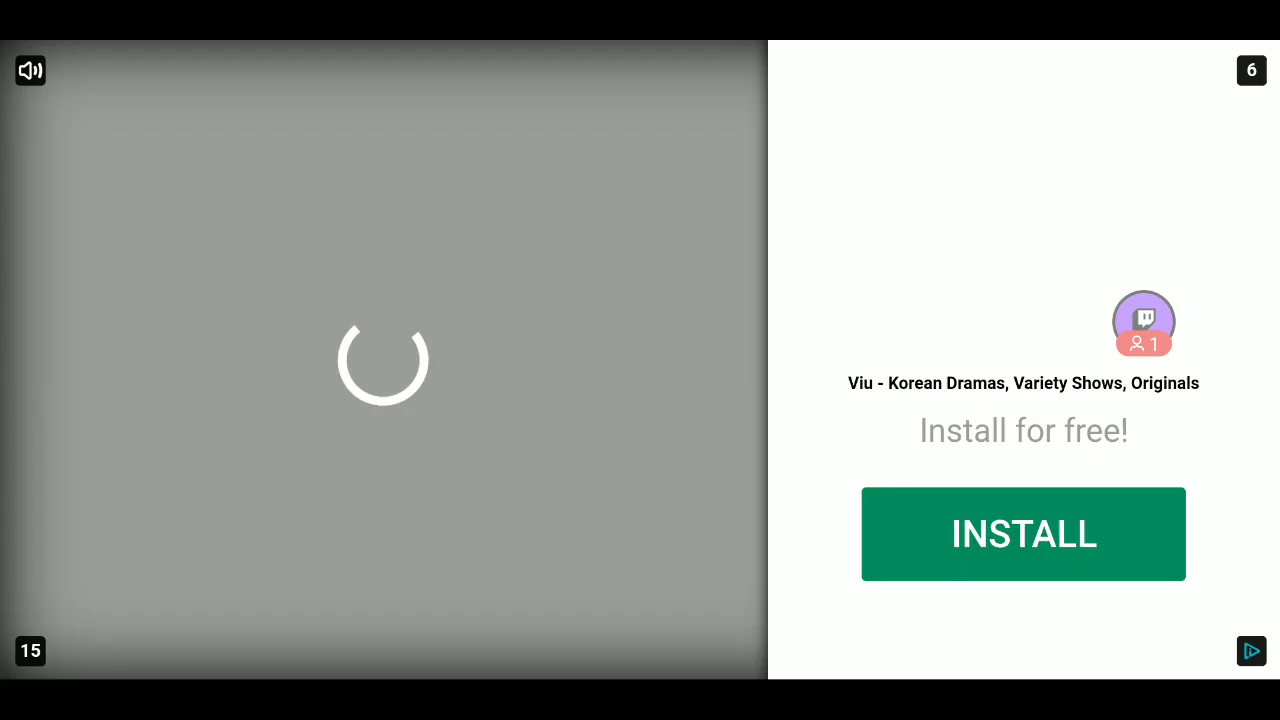 6
1
Viu - Korean Dramas, Variety Shows, Originals
Install for free!
INSTALL
15